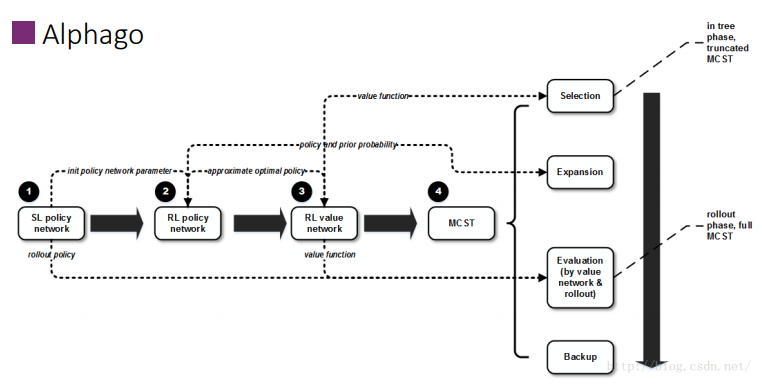 Alphago
in tree
phase,
truncated
MCST
value function
Selection
policy and prior probability
1
init policy network parameter
2
approximate optimal policy
3
4
Expansion
SL policy
network
RL policy
network
RL value
network
MCST
rollout
phase, full
MCST
rollout policy
value function
Evaluation
(by value
network &
rollout)
Backup
http://blog.csdn.net/